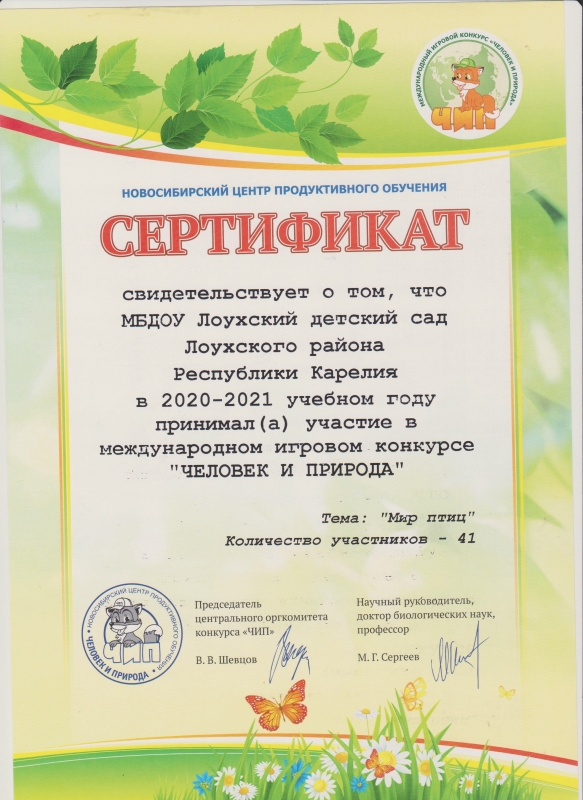 МЕЖДУНАРОДНЫЙ ИГРОВОЙ КОНКУРС «ЧЕЛОВЕК И ПРИРОДА»
ЧИП
НОВОСИБИРСКИЙ ЦЕНТР ПРОДУКТИВНОГО ОБУЧЕНИЯ
СЕРТИФИКАТ
свидетельствует о том, что
МБДОУ Лоухский детский сад
Лоухского района
Республики Карелия
в 2020-2021 учебном году
принимал(а) участие в
международном игровом конкурсе
"ЧЕЛОВЕК И ПРИРОДА"
Тема: "Мир птиц"
Количество участников - 41
НОВОСИБИРСКИЙ ЦЕНТР ПРОДУКТИВНОГО ОБУЧЕНИЯ
ЧИП
• ЧЕЛОВЕК И ПРИРОДА •
Председатель
центрального оргкомитета
конкурса «ЧИП»
В. В. Шевцов
Научный руководитель,
доктор биологических наук,
профессор
М. Г. Сергеев